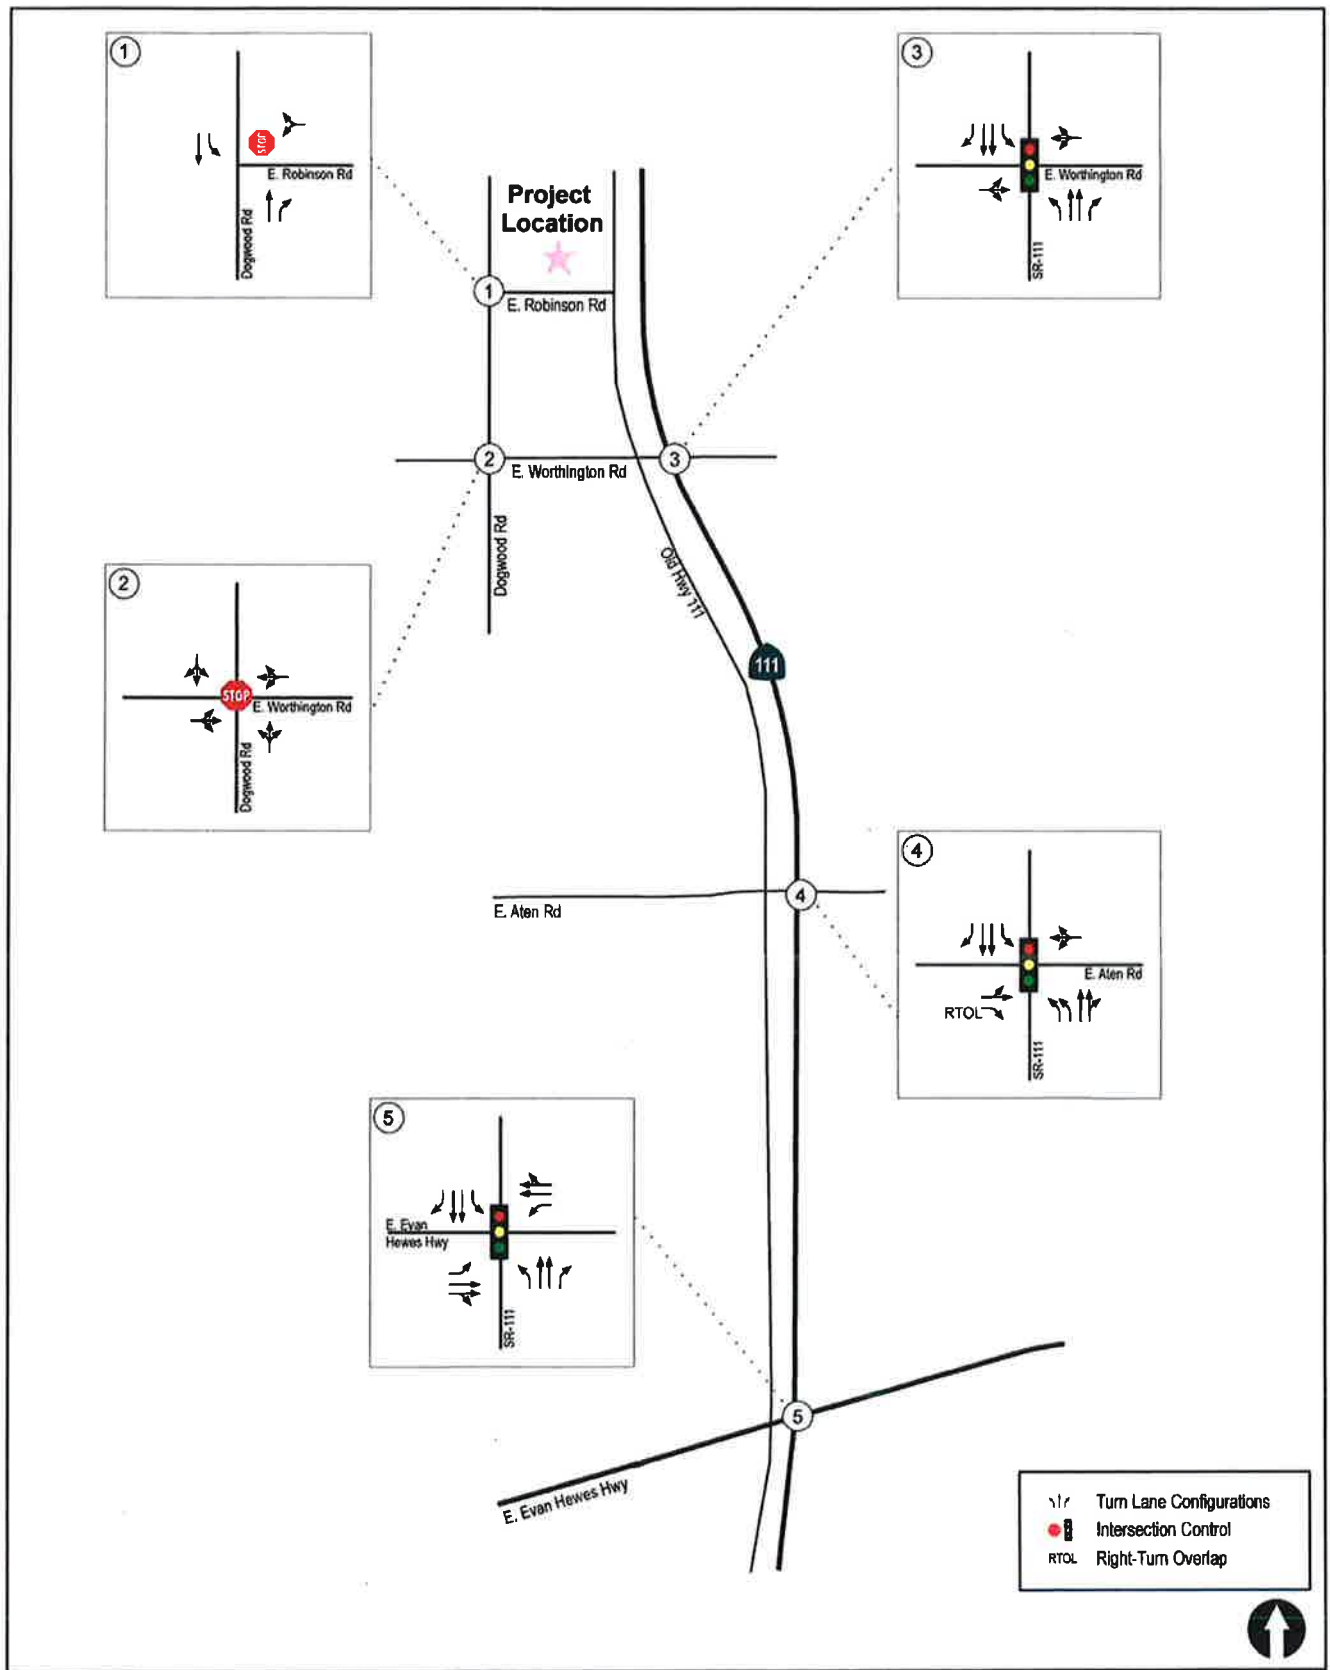 1
STOP
E. Robinson Rd
Dogwood Rd
3
E. Worthington Rd
SR-111
Project
Location
1
E. Robinson Rd
2
E. Worthington Rd
3
Dogwood Rd
Old Hwy 111
111
2
STOP
E. Worthington Rd
Dogwood Rd
E. Aten Rd
4
4
E. Aten Rd
RTOL
SR-111
5
E. Evan
Hewes Hwy
SR-111
5
E. Evan Hewes Hwy
Turn Lane Configurations
Intersection Control
RTOL Right-Turn Overlap